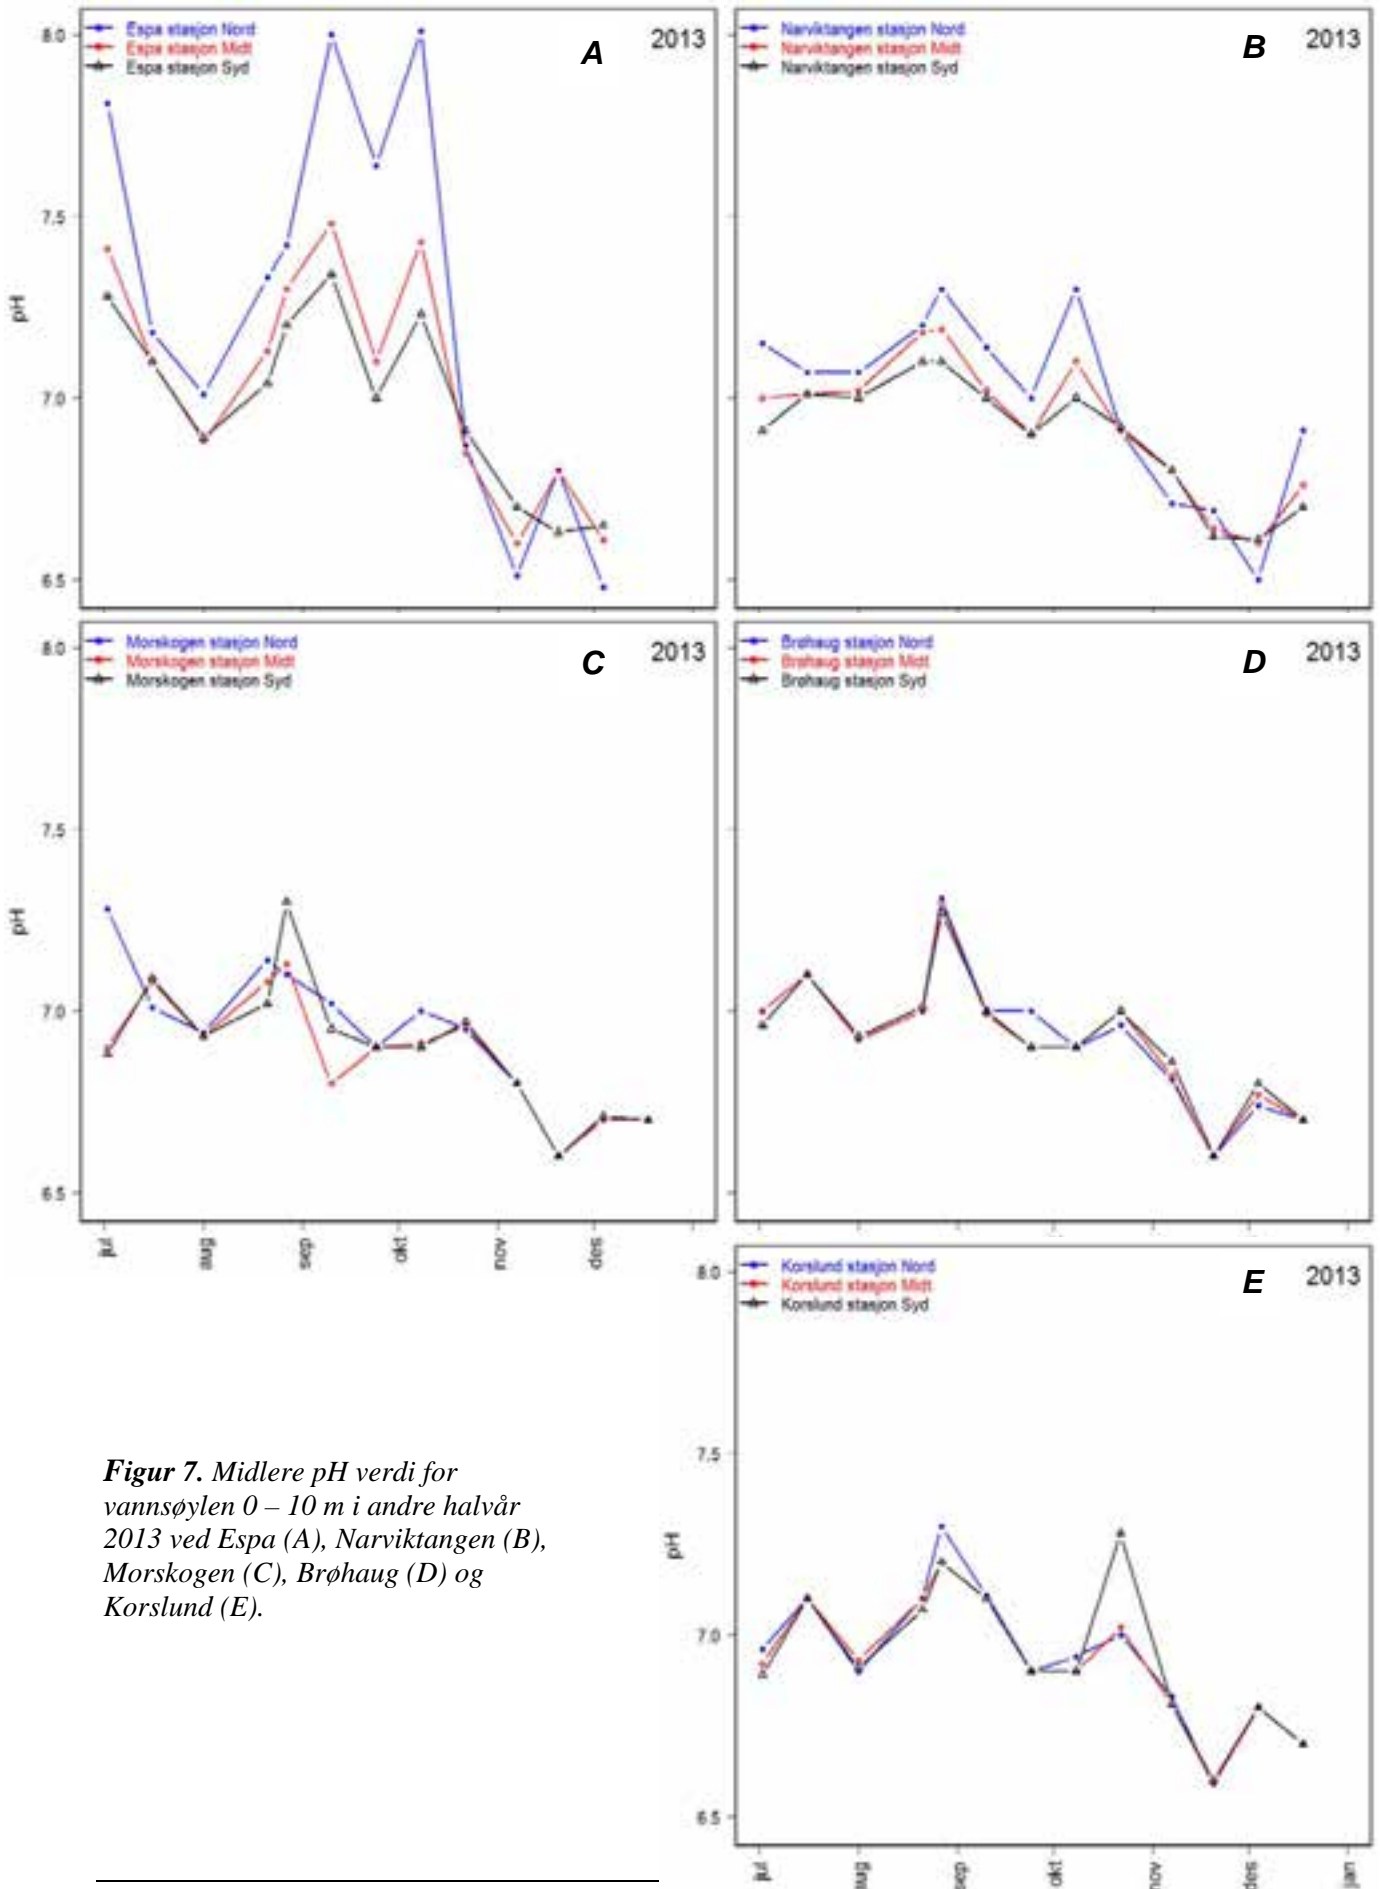 Espa stasjon Nord
Espa stasjon Midt
Espa stasjon Syd
A
2013
8.0
7.5
7.0
6.5
pH
Narviktangen stasjon Nord
Narviktangen stasjon Midt
Narviktangen stasjon Syd
B
2013
Morskogen stasjon Nord
Morskogen stasjon Midt
Morskogen stasjon Syd
C
2013
8.0
7.5
7.0
6.5
pH
jul
aug
sep
okt
nov
des
Brøhaug stasjon Nord
Brøhaug stasjon Midt
Brøhaug stasjon Syd
D
2013
Korslund stasjon Nord
Korslund stasjon Midt
Korslund stasjon Syd
E
2013
8.0
7.5
7.0
6.5
pH
jul
aug
sep
okt
nov
des
jan
Figur 7. Midlere pH verdi for
vannsøylen 0 – 10 m i andre halvår
2013 ved Espa (A), Narviktangen (B),
Morskogen (C), Brøhaug (D) og
Korslund (E).